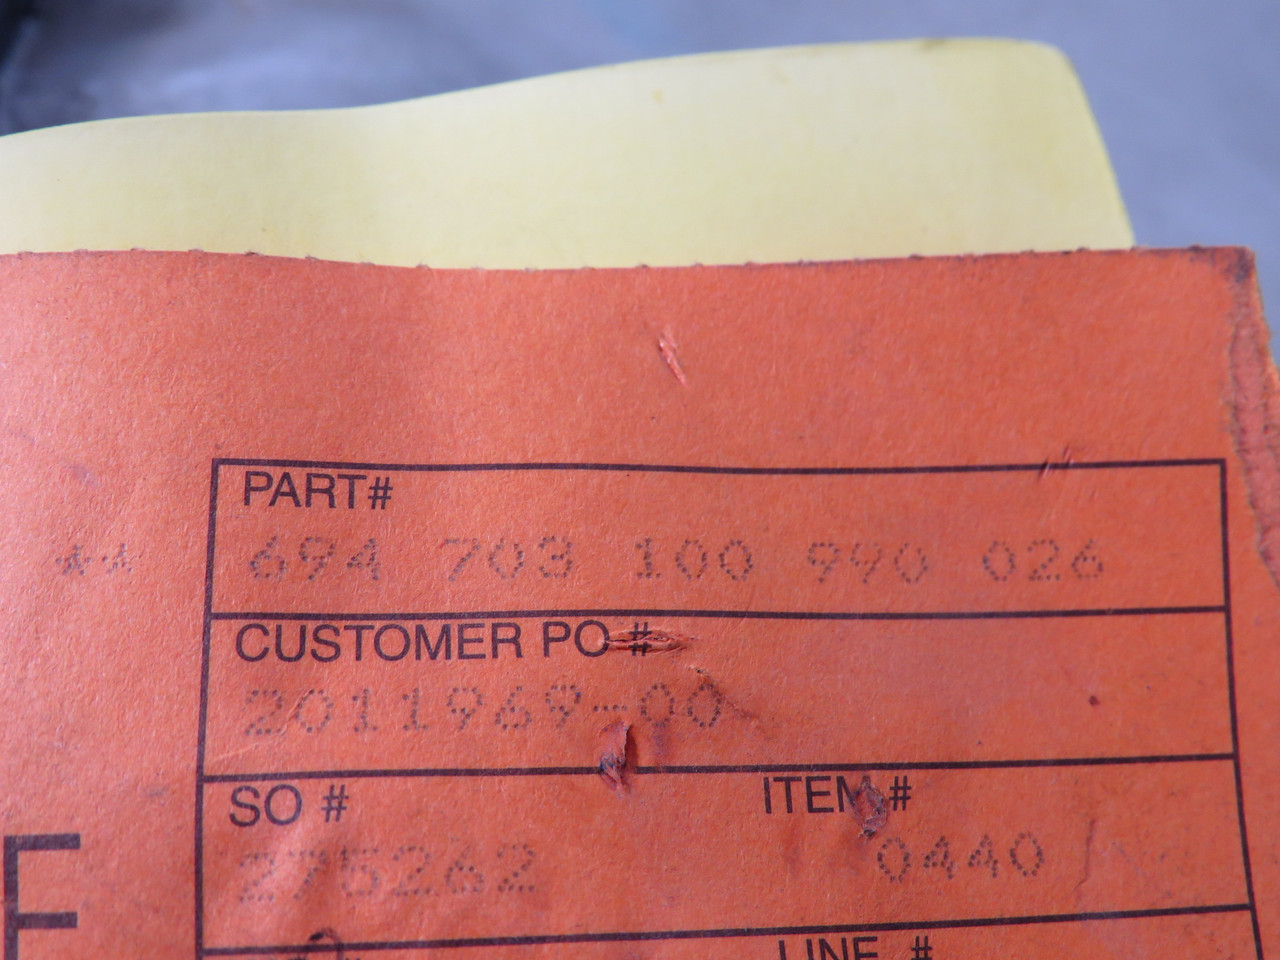 PART#
** 694 703 100 990 026
CUSTOMER PO #
2011969-00
SO # ITEM #
275262 0440
E
LINE #